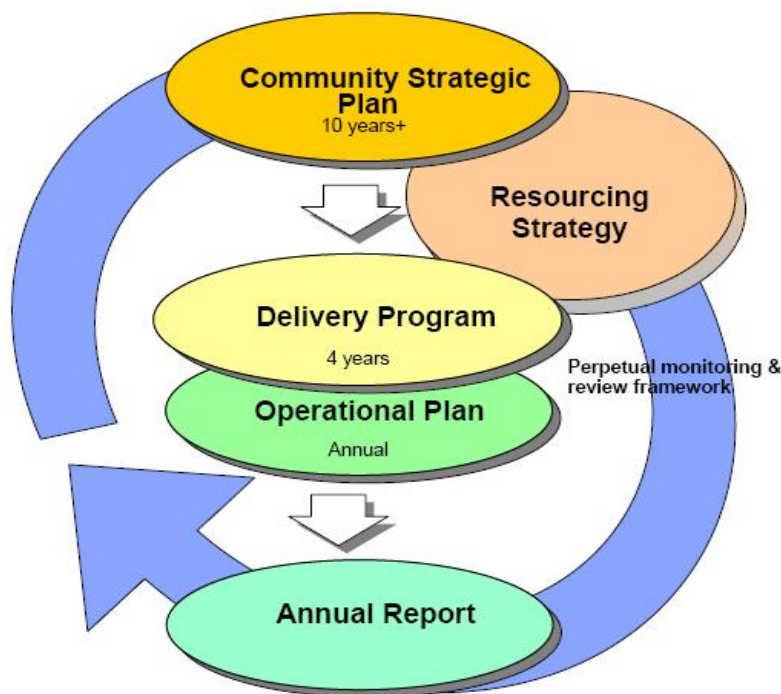 Community Strategic
Plan
10 years+
Resourcing
Strategy
Delivery Program
4 years
Perpetual monitoring &
review framework
Operational Plan
Annual
Annual Report